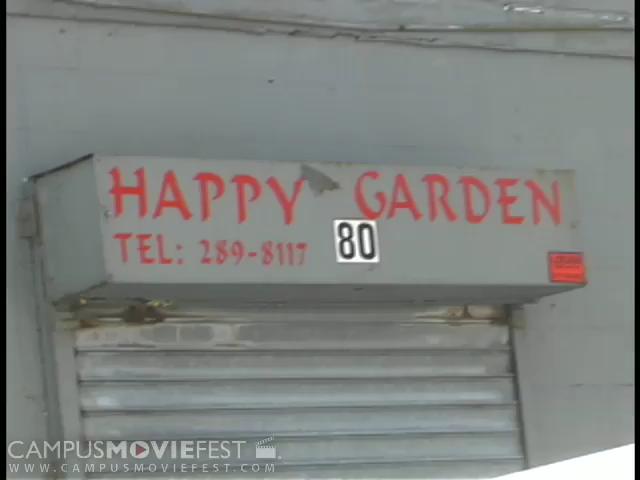 HAPPY GARDEN
TEL: 289-8117
80
CAMPUSMOVIEFEST
WWW.CAMPUSMOVIEFEST.COM